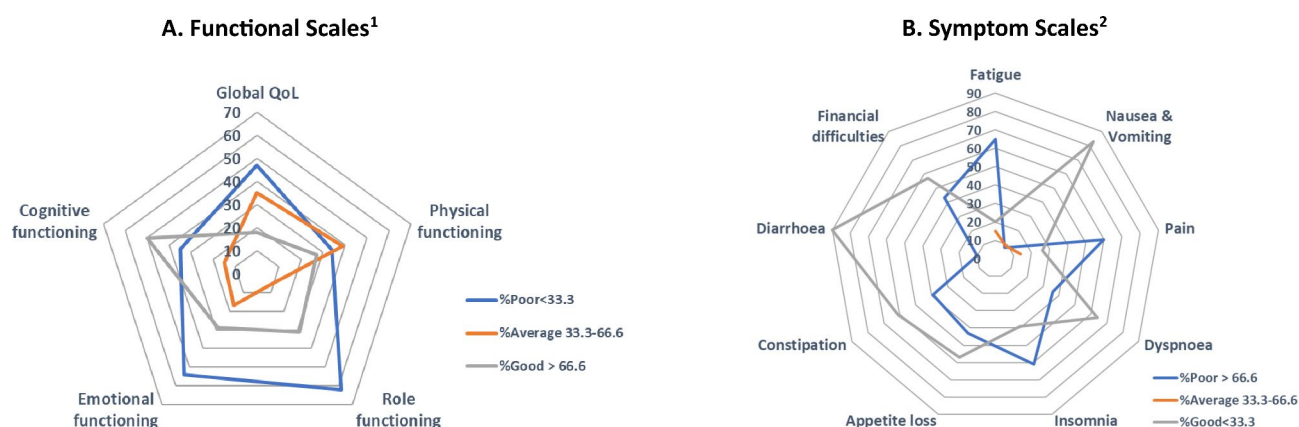 A. Functional Scales¹
Global QoL
70
60
50
40
30
20
10
0
Cognitive
functioning
Physical
functioning
Emotional
functioning
Role
functioning
%Poor<33.3
%Average 33.3-66.6
%Good > 66.6
B. Symptom Scales²
Fatigue
90
80
70
60
50
40
30
20
10
0
Financial
difficulties
Nausea &
Vomiting
Diarrhoea
Pain
Constipation
Dyspnoea
Appetite loss
Insomnia
%Poor > 66.6
%Average 33.3-66.6
%Good<33.3